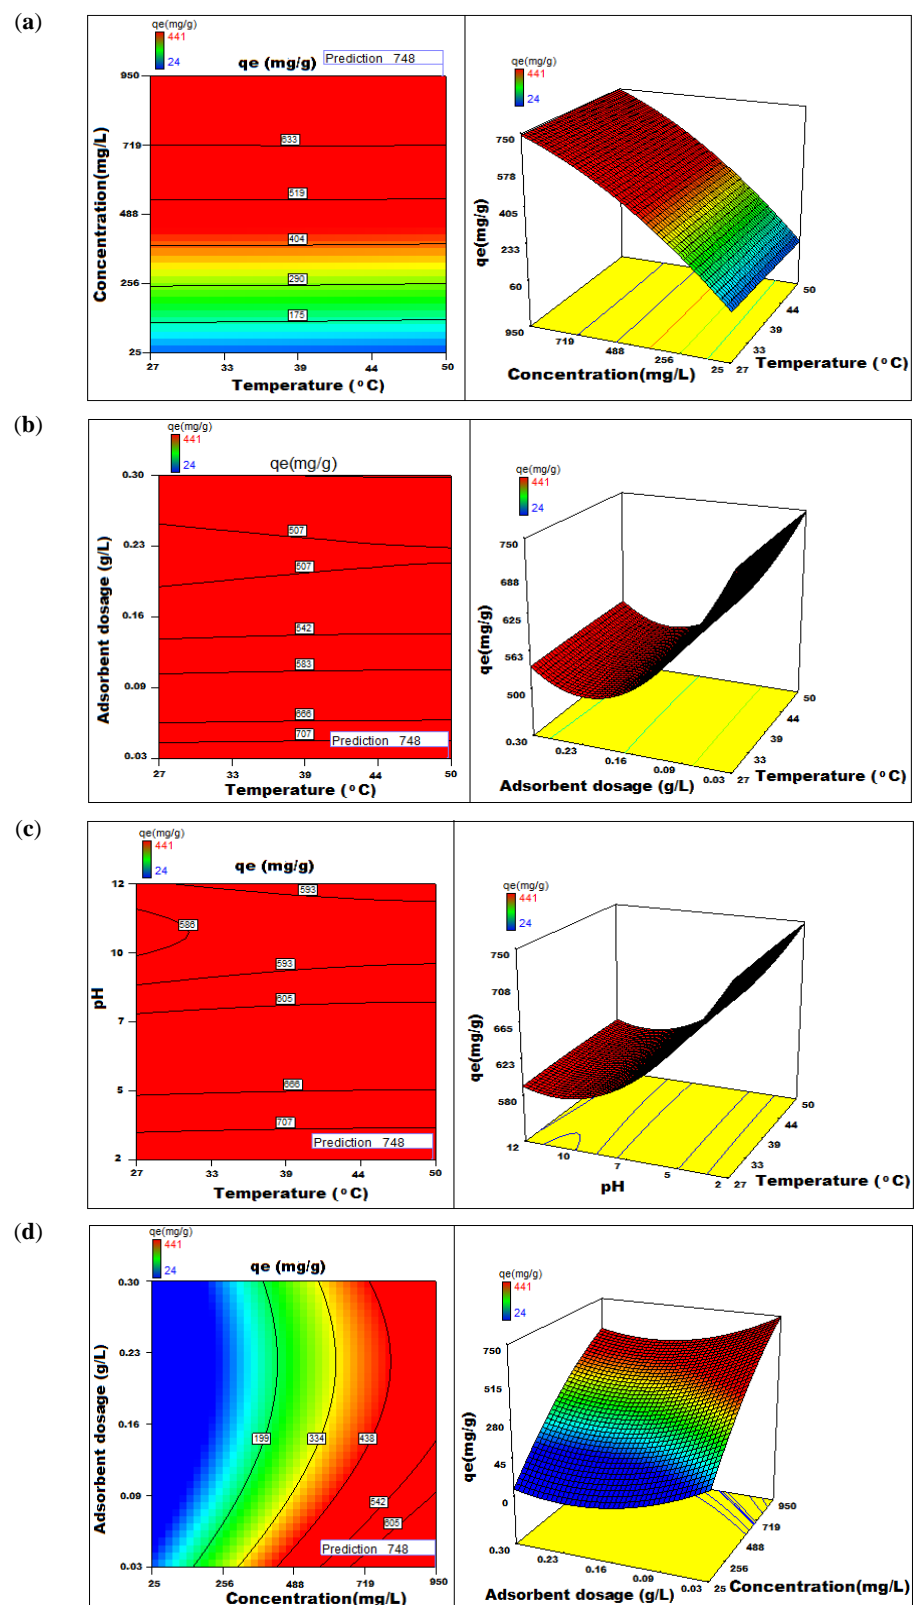 (a)
qe(mg/g)
441
24
qe (mg/g)
Prediction 748
950
719
488
256
25
Concentration(mg/L)
633
519
404
290
175
27 33 39 44 50
Temperature (°C)
qe(mg/g)
441
24
750
578
405
233
60
qe(mg/g)
950 719 488 256 25
Concentration(mg/L)
27 33 39 44 50
Temperature (°C)
(b)
qe(mg/g)
441
24
qe(mg/g)
0.30
0.23
0.16
0.09
0.03
Adsorbent dosage (g/L)
507
507
542
583
666
707
Prediction 748
27 33 39 44 50
Temperature (°C)
qe(mg/g)
441
24
750
688
625
563
500
qe(mg/g)
0.30 0.23 0.16 0.09 0.03
Adsorbent dosage (g/L)
27 33 39 44 50
Temperature (°C)
(c)
qe(mg/g)
441
24
qe (mg/g)
12
10
7
5
2
pH
593
586
593
605
666
707
Prediction 748
27 33 39 44 50
Temperature (°C)
qe(mg/g)
441
24
750
708
665
623
580
qe(mg/g)
12 10 7 5 2
pH
27 33 39 44 50
Temperature (°C)
(d)
qe(mg/g)
441
24
qe (mg/g)
0.30
0.23
0.16
0.09
0.03
Adsorbent dosage (g/L)
199 334 438
542
605
Prediction 748
25 256 488 719 950
Concentration(mg/L)
qe(mg/g)
441
24
750
515
280
45
0
qe(mg/g)
0.30 0.23 0.16 0.09 0.03
Adsorbent dosage (g/L)
25 256 488 719 950
Concentration(mg/L)